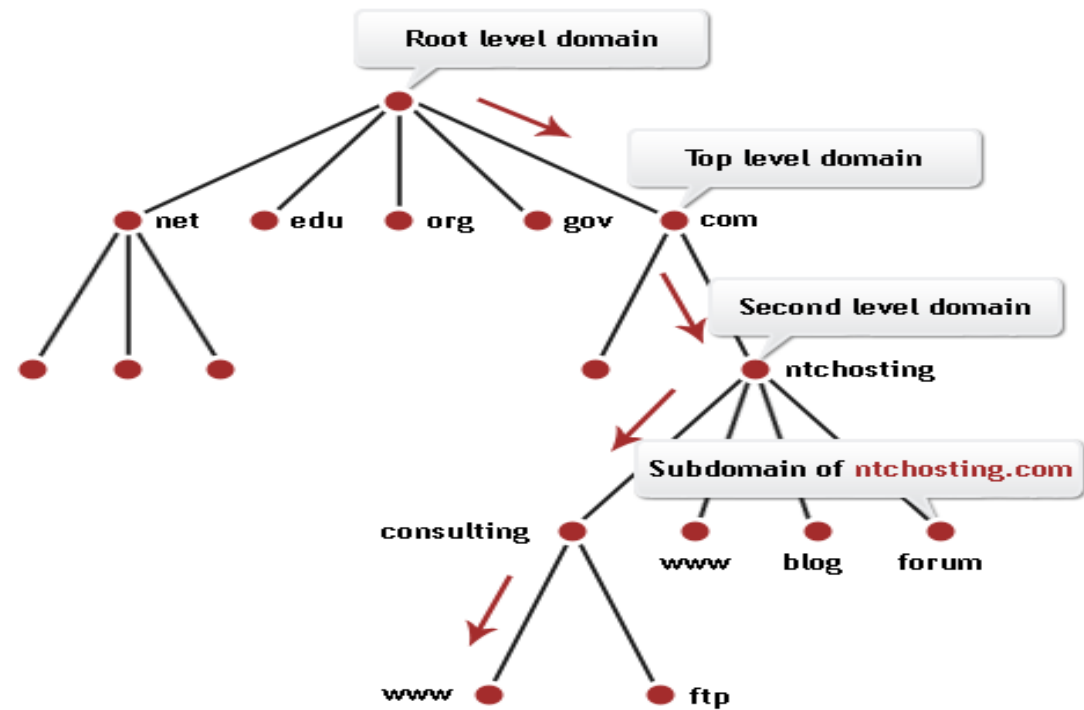 Root level domain
Top level domain
net
edu
org
gov
com
Second level domain
ntchosting
Subdomain of ntchosting.com
consulting
www
blog
forum
www
ftp